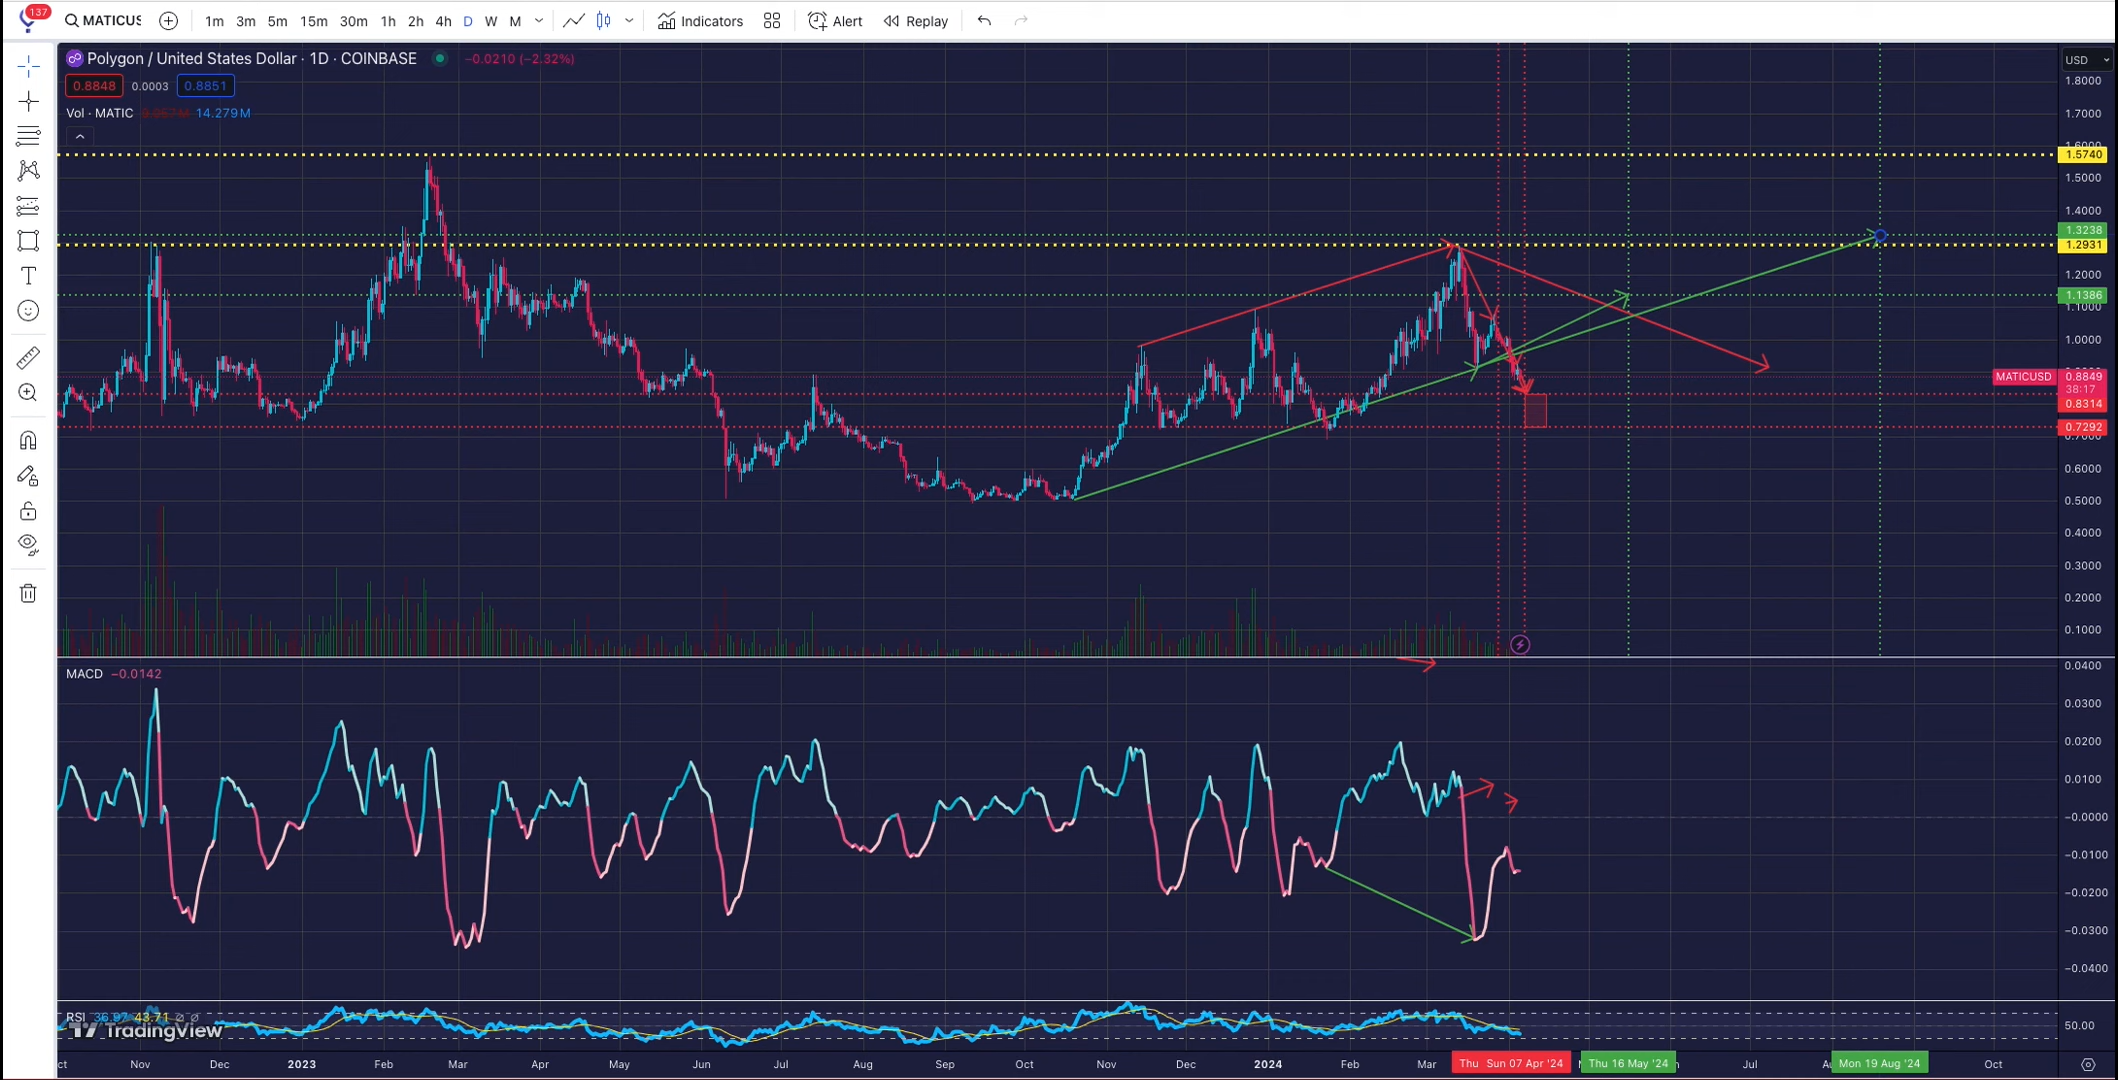 137
MATICUS
1m 3m 5m 15m 30m 1h 2h 4h D W M Indicators Alert Replay
Polygon / United States Dollar · 1D · COINBASE −0.0210 (−2.32%)
USD
0.8848 0.0003 0.8851
1.8000
Vol · MATIC 14.279M
1.7000
1.5740
1.5000
1.4000
1.3238
1.2931
1.2000
1.1386
1.1000
1.0000
MATICUSD 0.8849
38:17
0.8314
0.7292
0.7000
0.6000
0.5000
0.4000
0.3000
0.2000
0.1000
MACD −0.0142
0.0400
0.0300
0.0200
0.0100
−0.0000
−0.0100
−0.0200
−0.0300
−0.0400
RSI 36.97 43.71 ∅ ∅
TradingView
50.00
Nov Dec 2023 Feb Mar Apr May Jun Jul Aug Sep Oct Nov Dec 2024 Feb Mar Thu Sun 07 Apr '24 Thu 16 May '24 Jul Mon 19 Aug '24 Oct